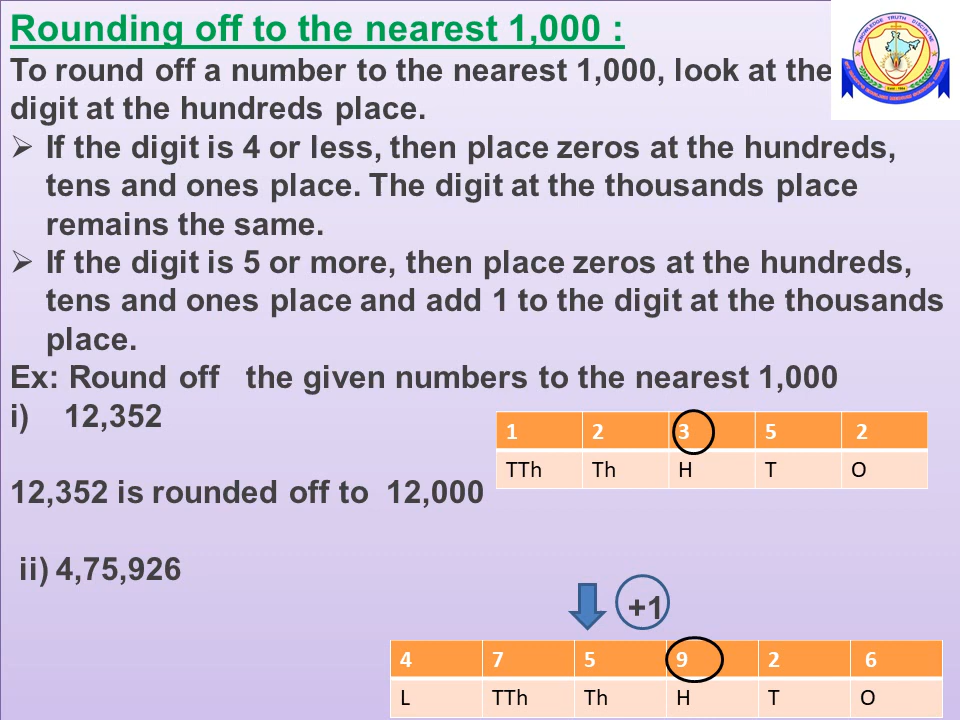 Rounding off to the nearest 1,000 :
To round off a number to the nearest 1,000, look at the
digit at the hundreds place.
➢ If the digit is 4 or less, then place zeros at the hundreds,
tens and ones place. The digit at the thousands place
remains the same.
➢ If the digit is 5 or more, then place zeros at the hundreds,
tens and ones place and add 1 to the digit at the thousands
place.
Ex: Round off the given numbers to the nearest 1,000
i) 12,352
1 2 3 5 2
TTh Th H T O
12,352 is rounded off to 12,000
ii) 4,75,926
+1
4 7 5 9 2 6
L TTh Th H T O